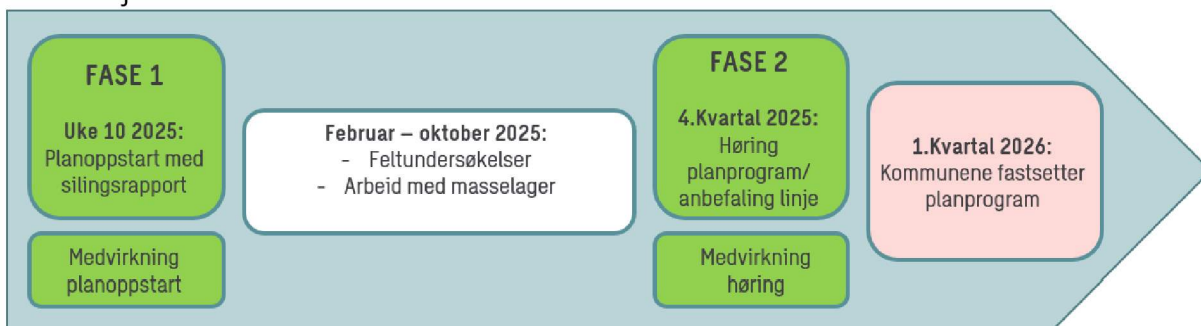 FASE 1
Uke 10 2025:
Planoppstart med
silingsrapport
Medvirkning
planoppstart
Februar – oktober 2025:
- Feltundersøkelser
- Arbeid med masselager
FASE 2
4.Kvartal 2025:
Høring
planprogram/
anbefaling linje
Medvirkning
høring
1.Kvartal 2026:
Kommunene fastsetter
planprogram